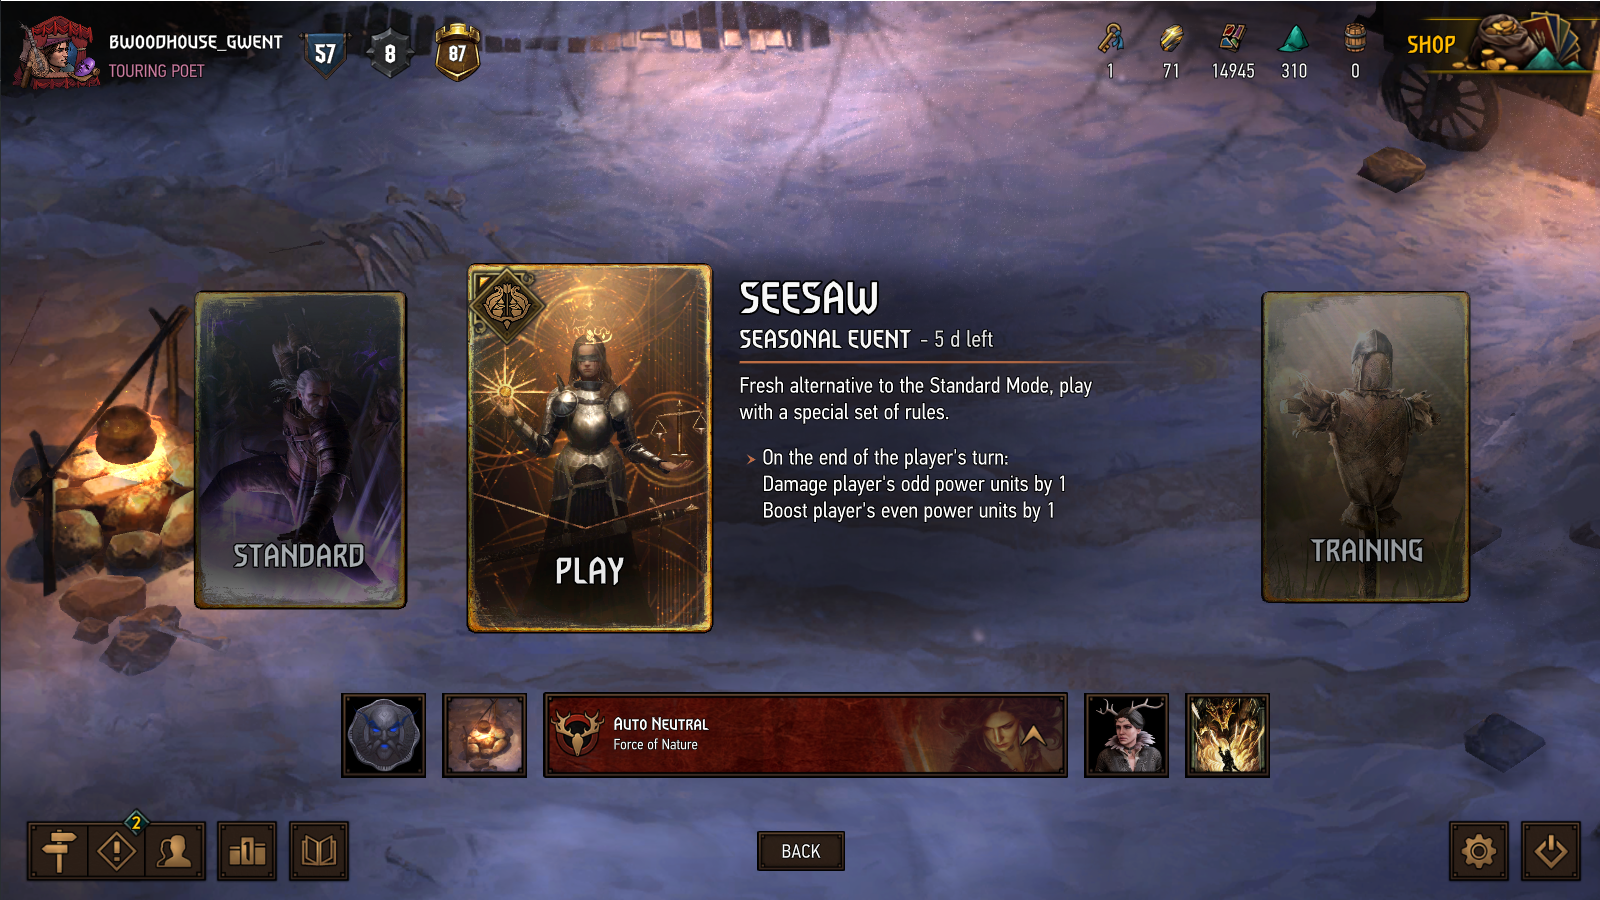 BWOODHOUSE_GWENT
TOURING POET
57
8
87
1
71
14945
310
0
SHOP
STANDARD
PLAY
SEESAW
SEASONAL EVENT - 5 d left
Fresh alternative to the Standard Mode, play
with a special set of rules.
On the end of the player's turn:
Damage player's odd power units by 1
Boost player's even power units by 1
TRAINING
AUTO NEUTRAL
Force of Nature
2
1
BACK